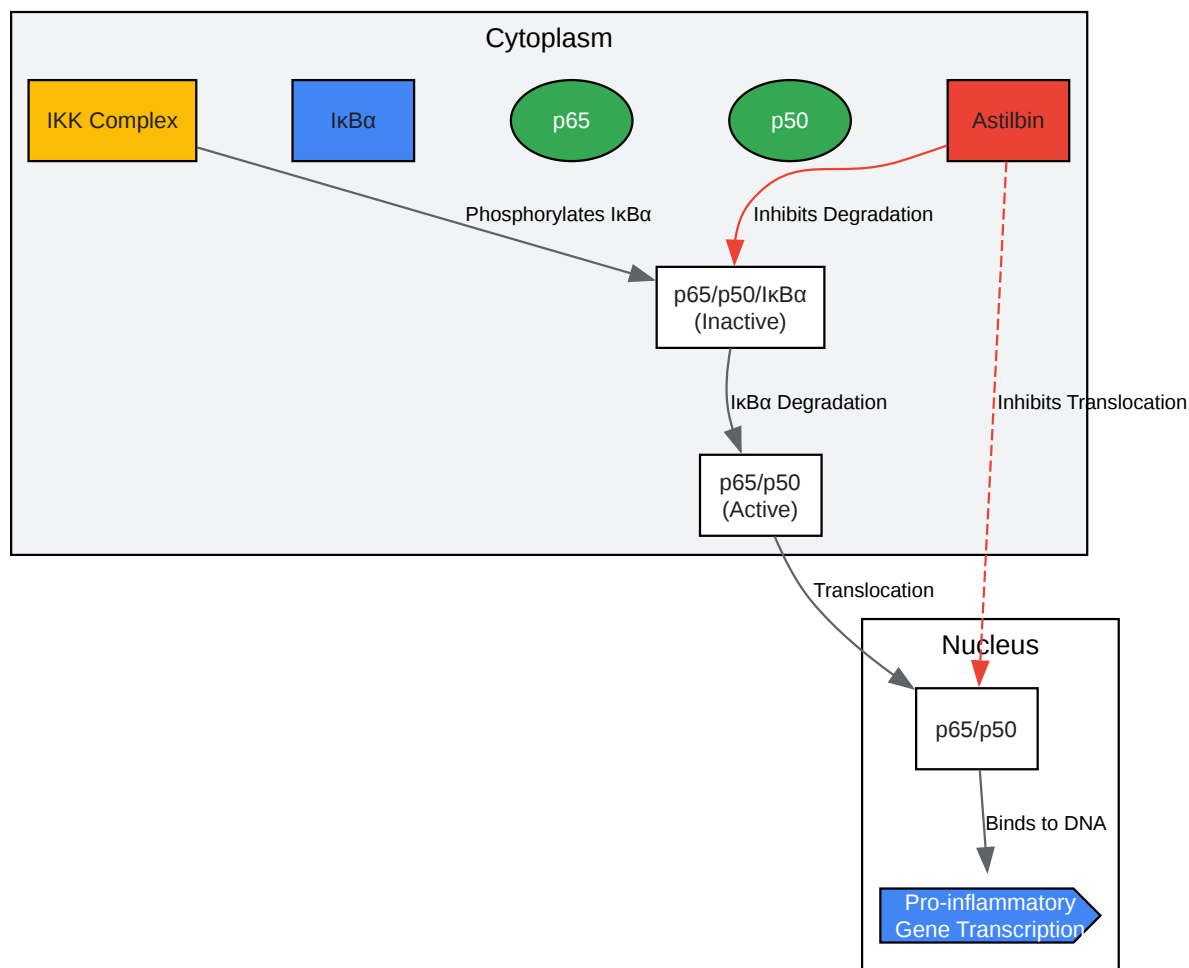 Cytoplasm
IKK Complex
IκBα
p65
p50
Astilbin
Phosphorylates IκBα
Inhibits Degradation
p65/p50/IκBα
(Inactive)
IκBα Degradation
Inhibits Translocation
p65/p50
(Active)
Translocation
Nucleus
p65/p50
Binds to DNA
Pro-inflammatory
Gene Transcription